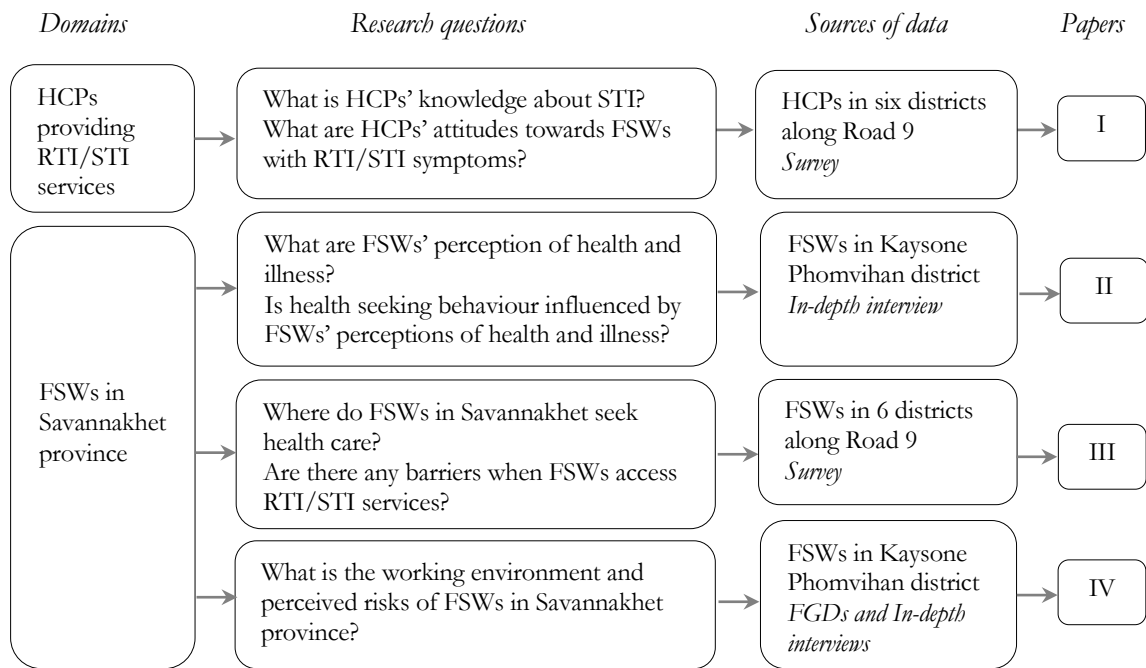 Domains
Research questions
Sources of data
Papers
HCPs
providing
RTI/STI
services
What is HCPs' knowledge about STI?
What are HCPs' attitudes towards FSWs
with RTI/STI symptoms?
HCPs in six districts
along Road 9
Survey
I
FSWs in
Savannakhet
province
What are FSWs' perception of health and
illness?
Is health seeking behaviour influenced by
FSWs' perceptions of health and illness?
FSWs in Kaysone
Phomvihan district
In-depth interview
II
Where do FSWs in Savannakhet seek
health care?
Are there any barriers when FSWs access
RTI/STI services?
FSWs in 6 districts
along Road 9
Survey
III
What is the working environment and
perceived risks of FSWs in Savannakhet
province?
FSWs in Kaysone
Phomvihan district
FGDs and In-depth
interviews
IV